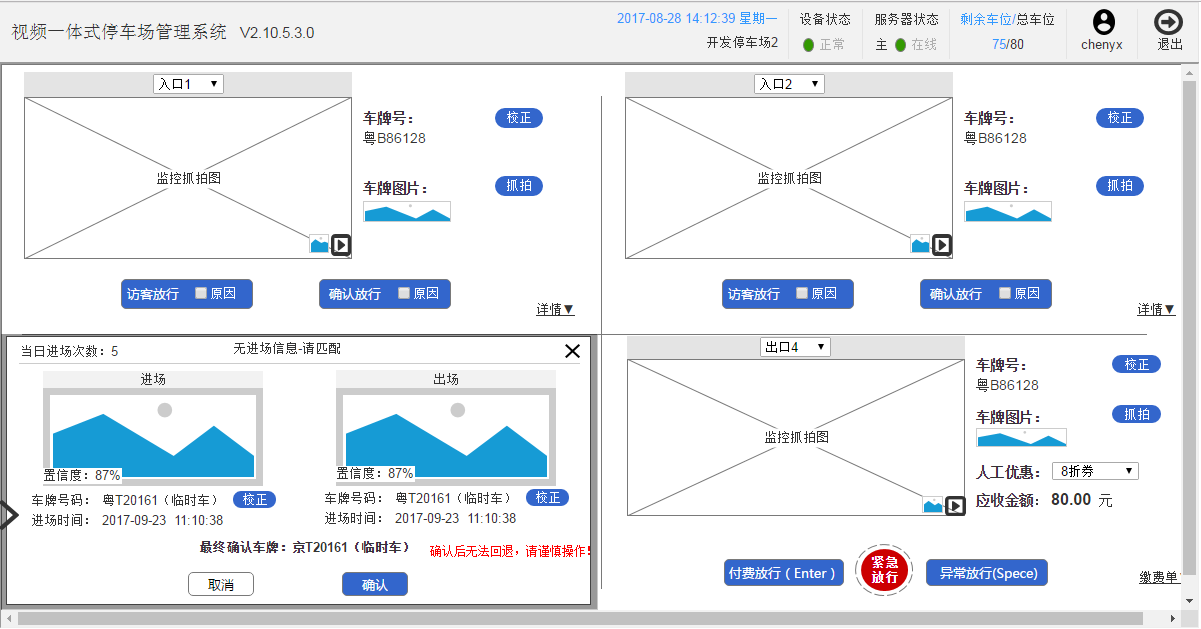 视频一体式停车场管理系统 V2.10.5.3.0
2017-08-28 14:12:39 星期一
开发停车场2
设备状态
正常
服务器状态
主 在线
剩余车位/总车位
75/80
chenyx
退出
入口1
监控抓拍图
车牌号：
粤B86128
校正
车牌图片：
抓拍
访客放行 原因
确认放行 原因
详情▼
入口2
监控抓拍图
车牌号：
粤B86128
校正
车牌图片：
抓拍
访客放行 原因
确认放行 原因
详情▼
当日进场次数：5
无进场信息-请匹配
进场
置信度：87%
车牌号码： 粤T20161（临时车） 校正
进场时间： 2017-09-23 11:10:38
出场
置信度：87%
车牌号码： 粤T20161（临时车） 校正
进场时间： 2017-09-23 11:10:38
最终确认车牌：京T20161（临时车）
确认后无法回退，请谨慎操作！
取消
确认
出口4
监控抓拍图
车牌号：
粤B86128
校正
车牌图片：
抓拍
人工优惠： 8折券
应收金额： 80.00 元
付费放行（Enter）
紧急
放行
异常放行(Spece)
缴费单